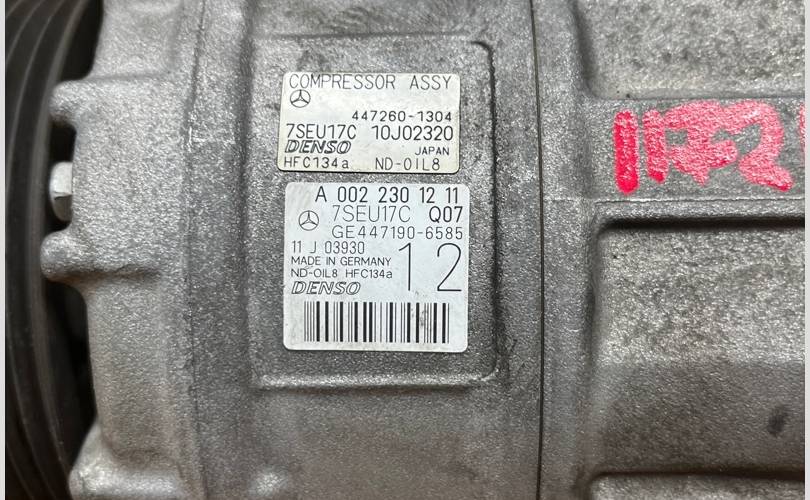 COMPRESSOR ASSY
447260-1304
7SEU17C 10J02320
DENSO JAPAN
HFC134a ND-OIL8
A 002 230 12 11
7SEU17C Q07
GE447190-6585
11 J 03930
12
MADE IN GERMANY
ND-OIL8 HFC134a
DENSO
1172